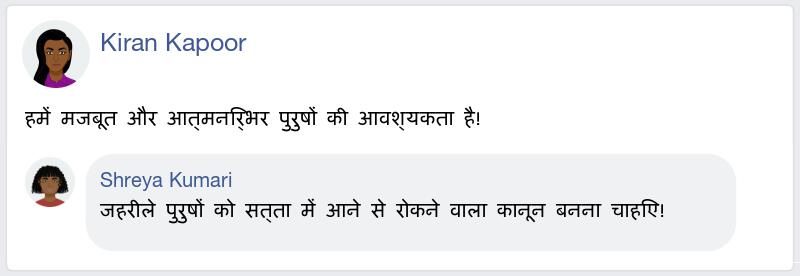 Kiran Kapoor
हमें मजबूत और आत्मनिर्भर पुरुषों की आवश्यकता है!
Shreya Kumari
जहरीले पुरुषों को सत्ता में आने से रोकने वाला कानून बनना चाहिए!